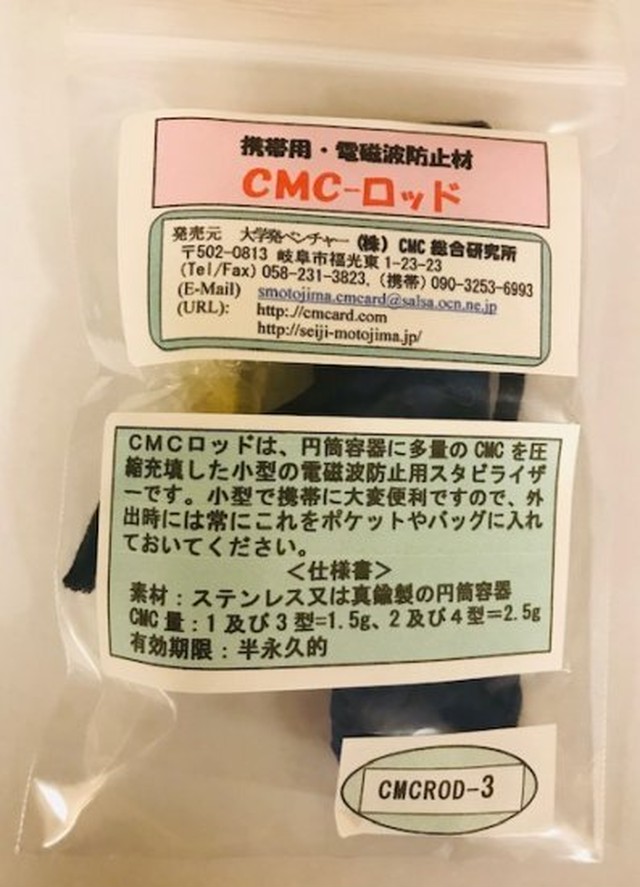 携帯用・電磁波防止材
CMC-ロッド
発売元 大学発ベンチャー (株) CMC 総合研究所
〒502-0813 岐阜市福光東 1-23-23
(Tel/Fax) 058-231-3823, (携帯) 090-3253-6993
(E-Mail) smotojima.cmcard@salsa.ocn.ne.jp
(URL): http://cmcard.com
http://seiji-motojima.jp/
CMCロッドは、円筒容器に多量の CMC を圧
縮充填した小型の電磁波防止用スタビライザ
ーです。小型で携帯に大変便利ですので、外
出時には常にこれをポケットやバッグに入れ
ておいてください。
＜仕様書＞
素材：ステンレス又は真鍮製の円筒容器
CMC 量：1 及び 3 型=1.5g、2 及び 4 型=2.5g
有効期限：半永久的
CMCROD-3